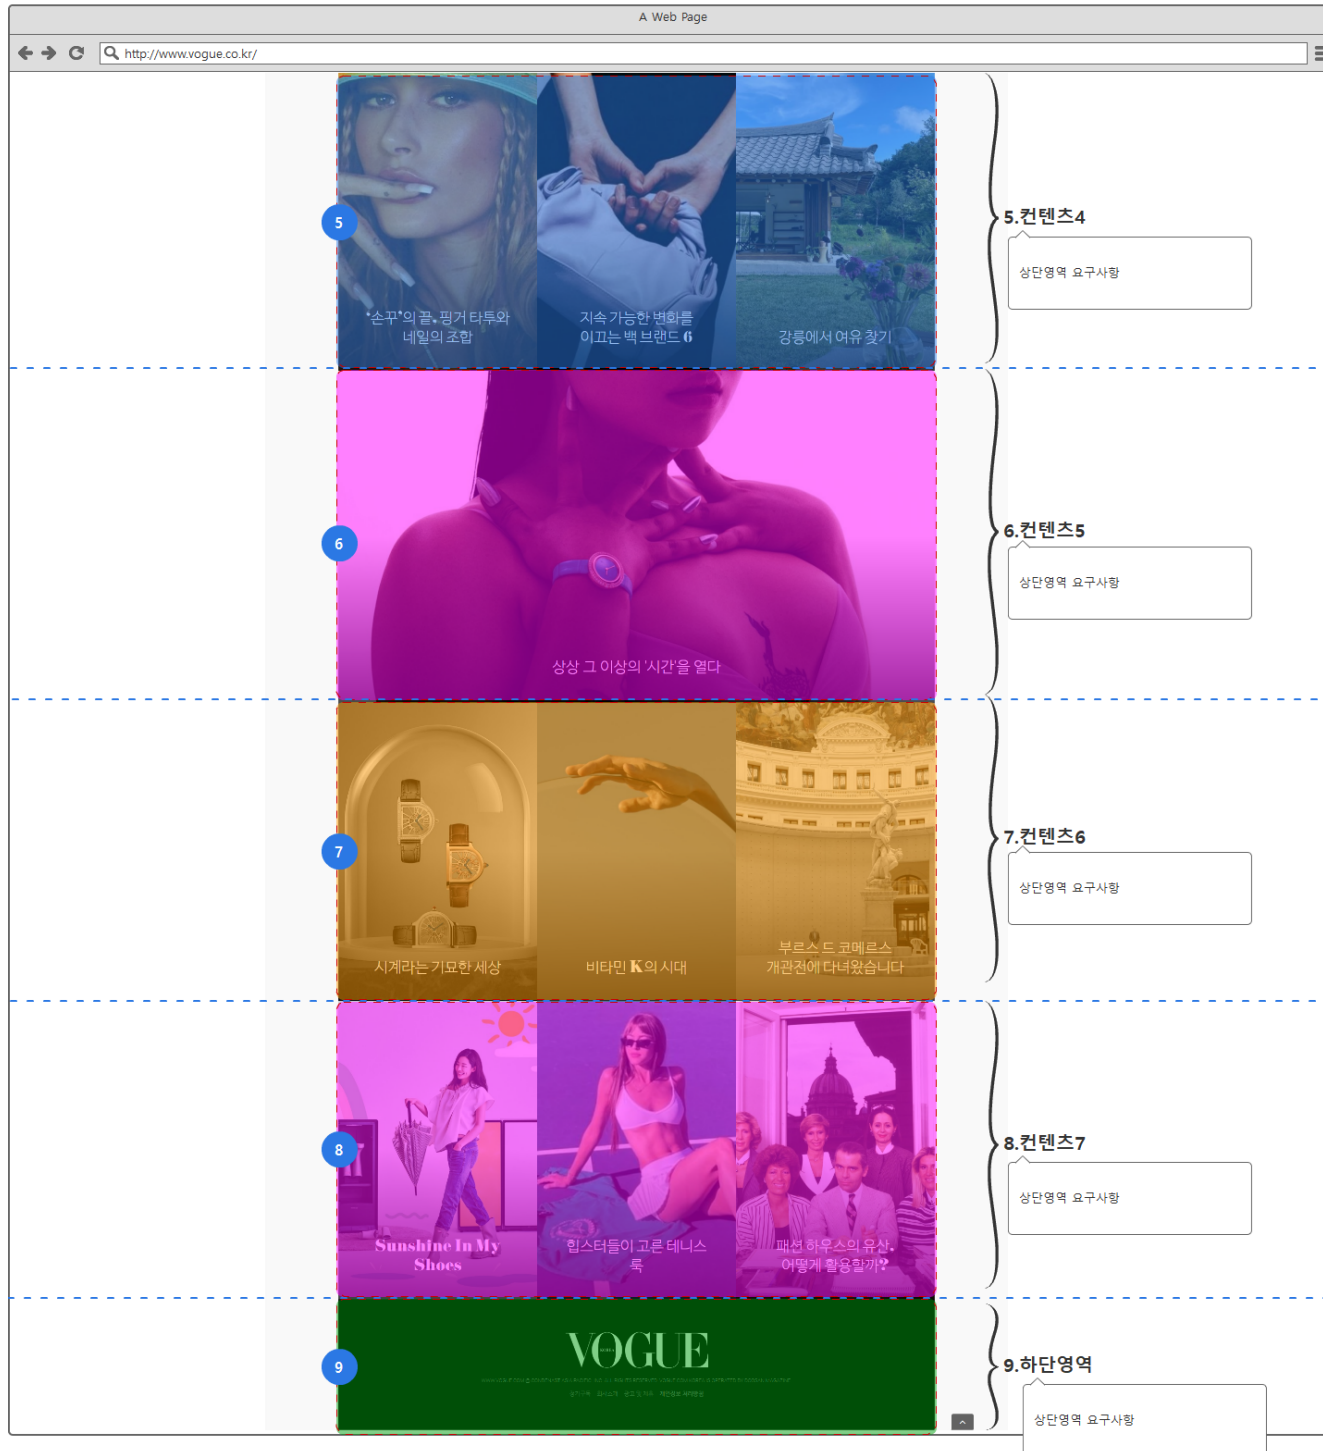 A Web Page
http://www.vogue.co.kr/
5
"손꾸"의 끝. 핑거 타투와
네일의 조합
지속 가능한 변화를
이끄는 백 브랜드 6
강릉에서 여유 찾기
5.컨텐츠4
상단영역 요구사항
6
상상 그 이상의 '시간'을 열다
6.컨텐츠5
상단영역 요구사항
7
시계라는 기묘한 세상
비타민 K의 시대
부르스 드 코메르스
개관전에 다녀왔습니다
7.컨텐츠6
상단영역 요구사항
8
Sunshine In My
Shoes
힙스터들이 고른 테니스
룩
패션 하우스의 유산,
어떻게 활용할까?
8.컨텐츠7
상단영역 요구사항
9
VOGUE
9.하단영역
상단영역 요구사항